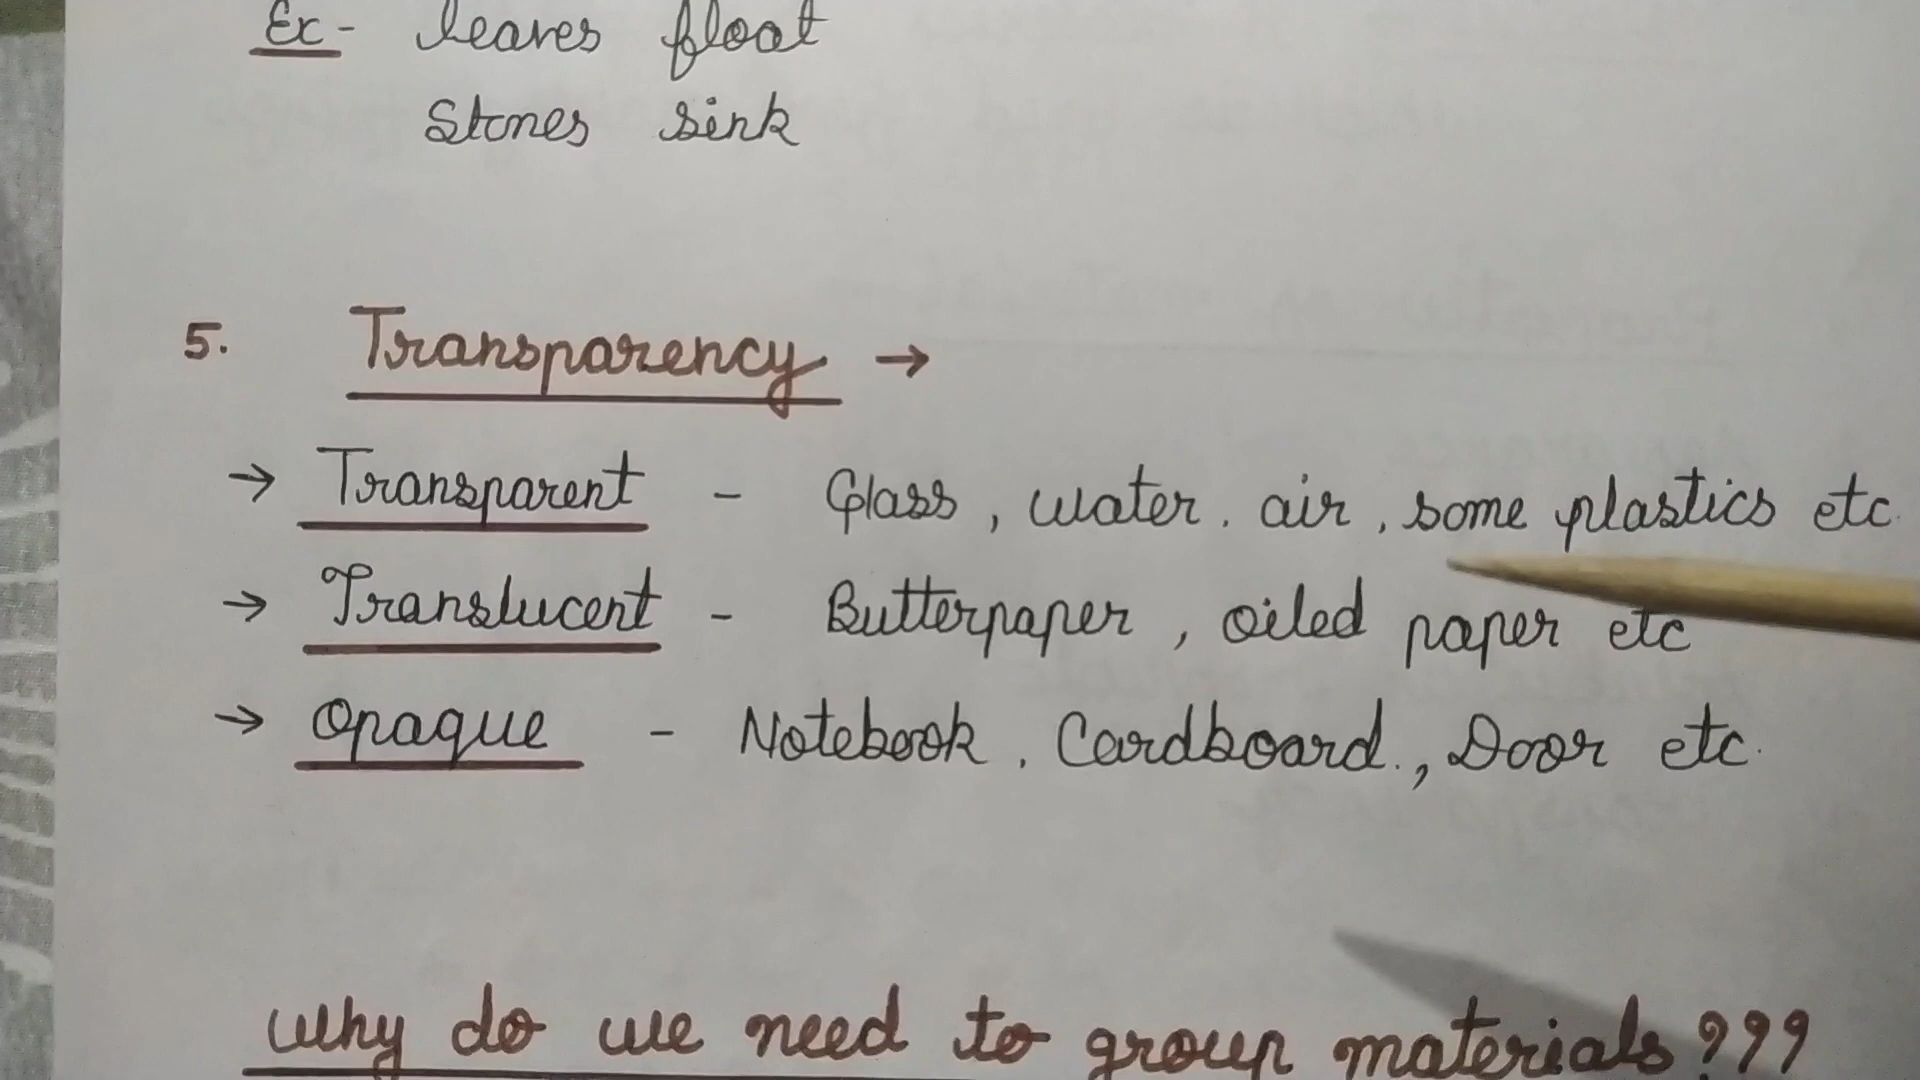 Ex- leaves float
Stones sink
5. Transparency →
→ Transparent - Glass, water, air, some plastics etc.
→ Translucent - Butterpaper, oiled paper etc
→ Opaque - Notebook, Cardboard., Door etc.
Why do we need to group materials???